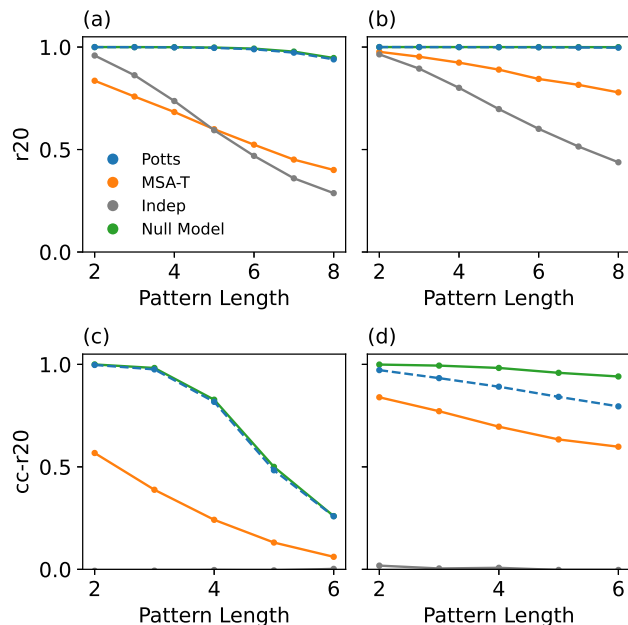 (a)
(b)
r20
1.0
0.5
0.0
Potts
MSA-T
Indep
Null Model
2 4 6 8
2 4 6 8
Pattern Length
Pattern Length
(c)
(d)
cc-r20
1.0
0.5
0.0
2 4 6
2 4 6
Pattern Length
Pattern Length